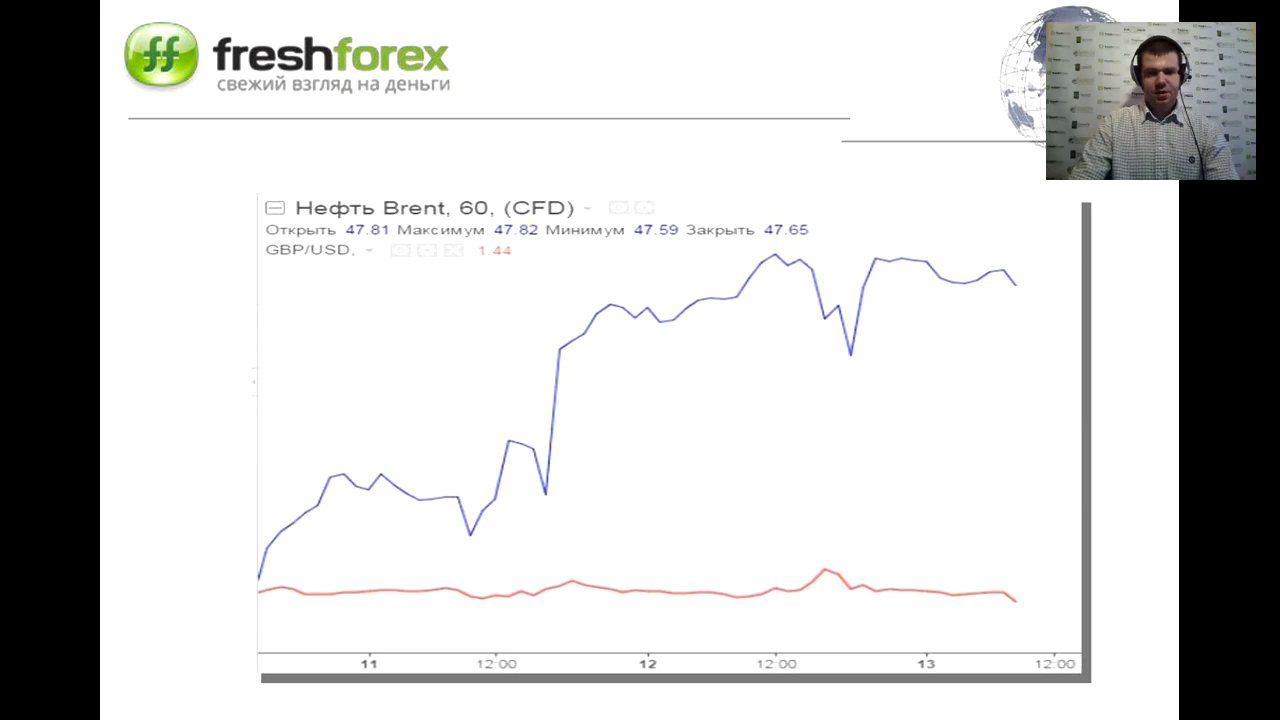 ff freshforex
свежий взгляд на деньги
Нефть Brent, 60, (CFD)
Открыть 47.81 Максимум 47.82 Минимум 47.59 Закрыть 47.65
GBP/USD, 1.44
11 12:00 12 12:00 13 12:00